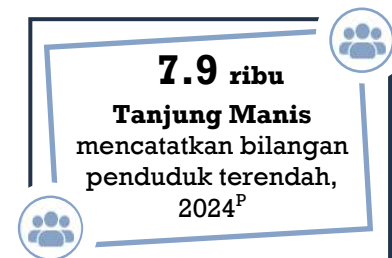 7.9 ribu
Tanjung Manis
mencatatkan bilangan
penduduk terendah,
2024ᴾ